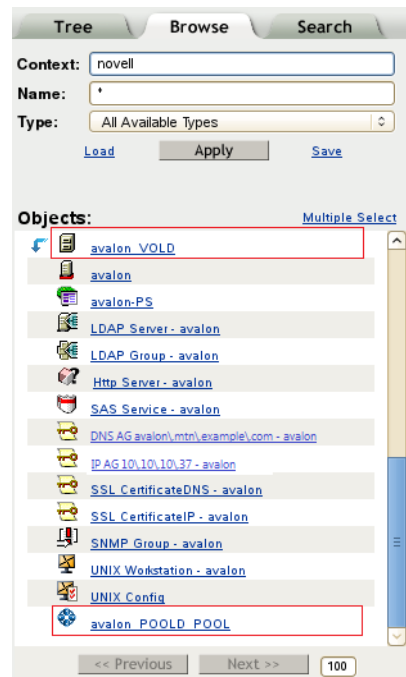 Tree Browse Search
Context: novell
Name: *
Type: All Available Types
Load Apply Save
Objects: Multiple Select
avalon_VOLD
avalon
avalon-PS
LDAP Server - avalon
LDAP Group - avalon
Http Server - avalon
SAS Service - avalon
DNS AG avalon\.mtn\.example\.com - avalon
IP AG 10\.10\.10\.37 - avalon
SSL CertificateDNS - avalon
SSL CertificateIP - avalon
SNMP Group - avalon
UNIX Workstation - avalon
UNIX Config
avalon_POOLD_POOL
<< Previous Next >> 100